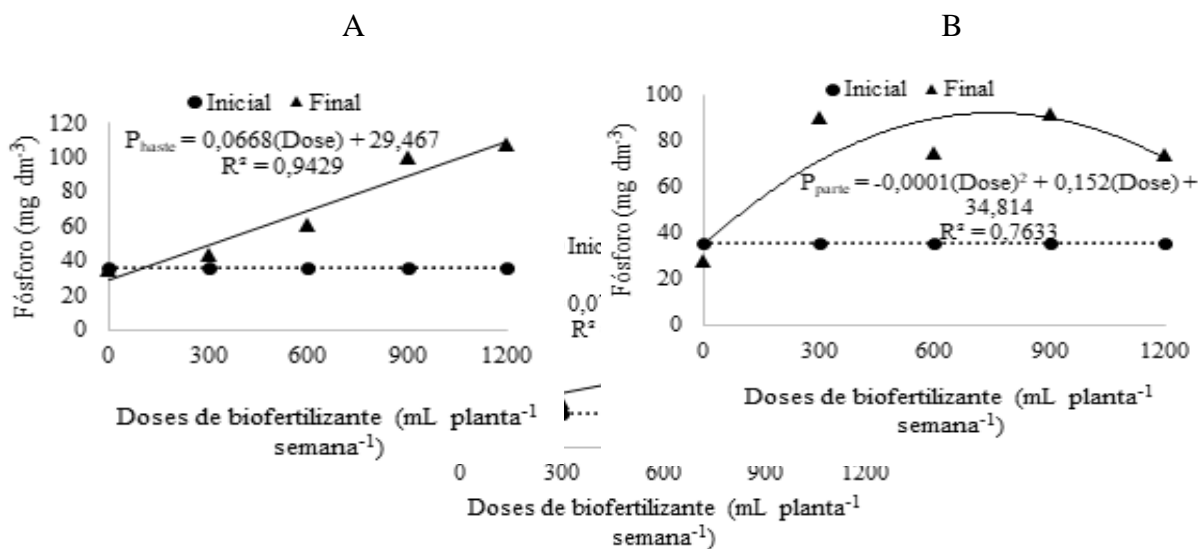 A
B
Inicial Final
P haste = 0,0668(Dose) + 29,467
R² = 0,9429
Fósforo (mg dm⁻³)
120
100
80
60
40
20
0
0 300 600 900 1200
Doses de biofertilizante (mL planta⁻¹
semana⁻¹)
Inicial Final
P parte = -0,0001(Dose)² + 0,152(Dose) +
34,814
R² = 0,7633
Fósforo (mg dm⁻³)
100
80
60
40
20
0
0 300 600 900 1200
Doses de biofertilizante (mL planta⁻¹
semana⁻¹)
R²
0 300 600 900 1200
Doses de biofertilizante (mL planta⁻¹
semana⁻¹)